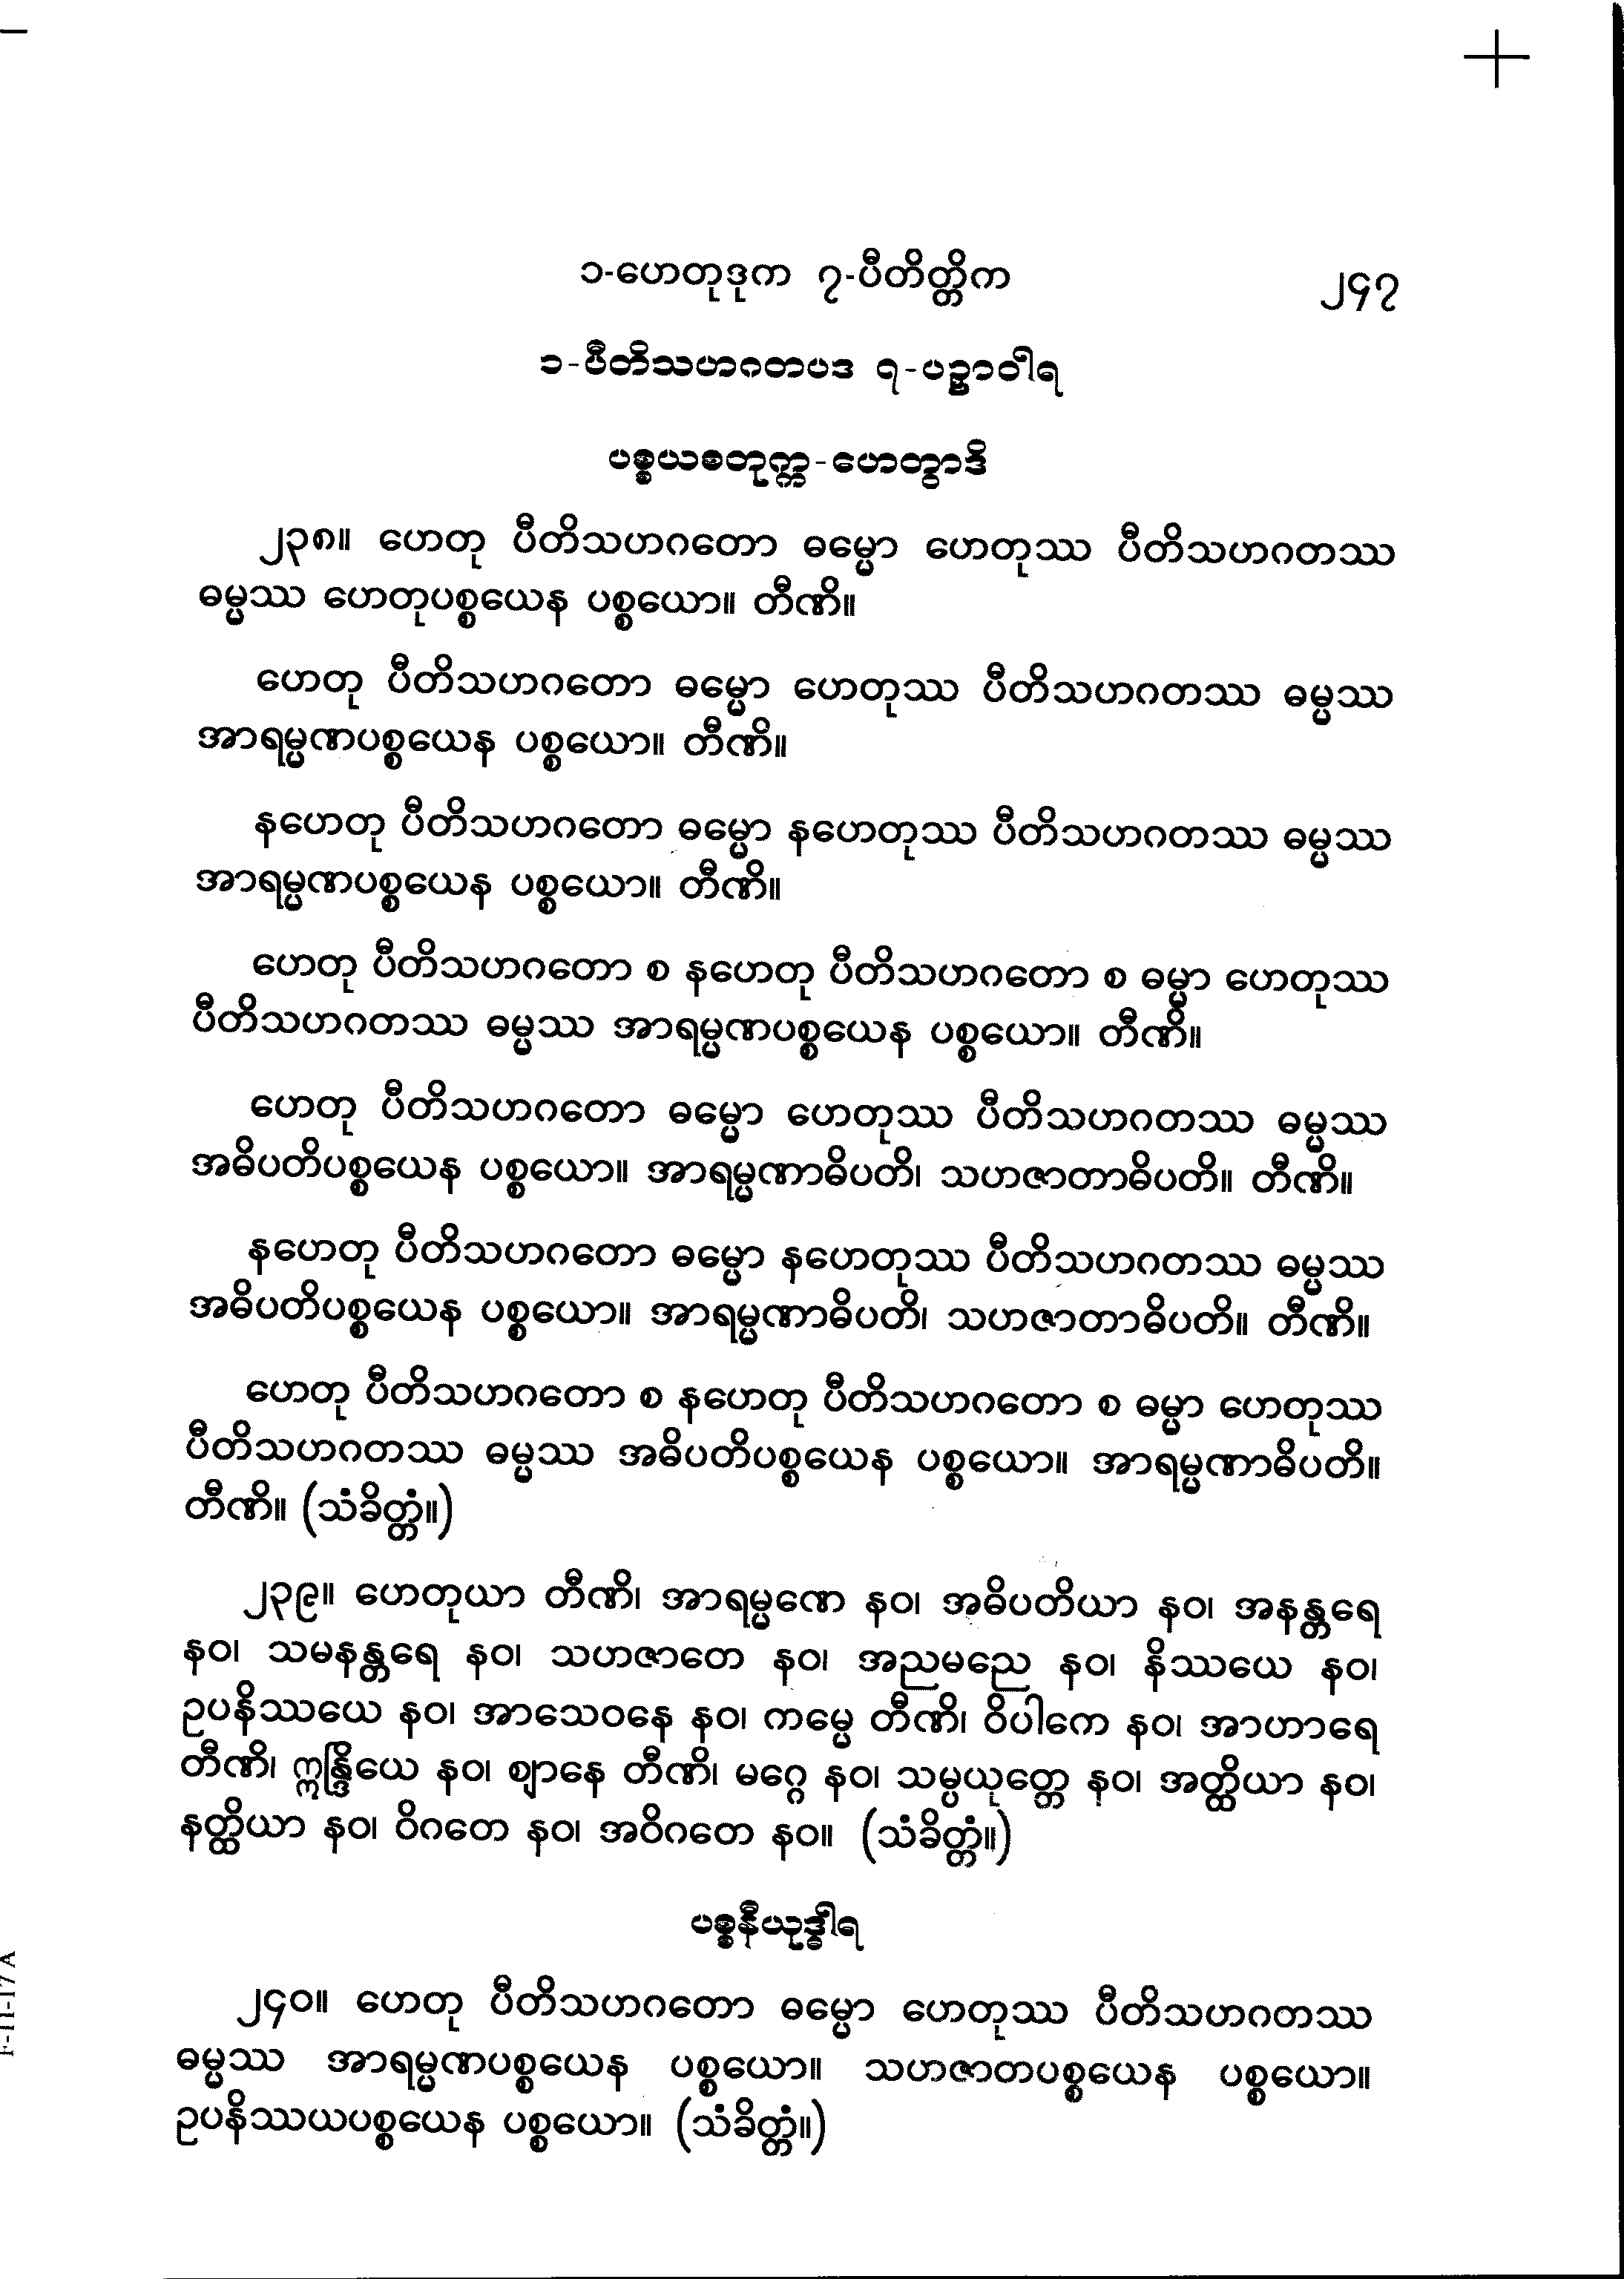 ၁-ဟေတုဒုက ၇-ပီတိတ္တိက ၂၄၇
၁-ပီတိသဟဂတပဒ ၇-ပဉှာဝါရ
ပစ္စယစတုက္က-ဟေတွာဒိ
၂၃၈။ ဟေတု ပီတိသဟဂတော ဓမ္မော ဟေတုဿ ပီတိသဟဂတဿ
ဓမ္မဿ ဟေတုပစ္စယေန ပစ္စယော။ တီဏိ။
ဟေတု ပီတိသဟဂတော ဓမ္မော ဟေတုဿ ပီတိသဟဂတဿ ဓမ္မဿ
အာရမ္မဏပစ္စယေန ပစ္စယော။ တီဏိ။
နဟေတု ပီတိသဟဂတော ဓမ္မော နဟေတုဿ ပီတိသဟဂတဿ ဓမ္မဿ
အာရမ္မဏပစ္စယေန ပစ္စယော။ တီဏိ။
ဟေတု ပီတိသဟဂတော စ နဟေတု ပီတိသဟဂတော စ ဓမ္မာ ဟေတုဿ
ပီတိသဟဂတဿ ဓမ္မဿ အာရမ္မဏပစ္စယေန ပစ္စယော။ တီဏိ။
ဟေတု ပီတိသဟဂတော ဓမ္မော ဟေတုဿ ပီတိသဟဂတဿ ဓမ္မဿ
အဓိပတိပစ္စယေန ပစ္စယော။ အာရမ္မဏာဓိပတိ၊ သဟဇာတာဓိပတိ။ တီဏိ။
နဟေတု ပီတိသဟဂတော ဓမ္မော နဟေတုဿ ပီတိသဟဂတဿ ဓမ္မဿ
အဓိပတိပစ္စယေန ပစ္စယော။ အာရမ္မဏာဓိပတိ၊ သဟဇာတာဓိပတိ။ တီဏိ။
ဟေတု ပီတိသဟဂတော စ နဟေတု ပီတိသဟဂတော စ ဓမ္မာ ဟေတုဿ
ပီတိသဟဂတဿ ဓမ္မဿ အဓိပတိပစ္စယေန ပစ္စယော။ အာရမ္မဏာဓိပတိ။
တီဏိ။ (သံခိတ္တံ။)
၂၃၉။ ဟေတုယာ တီဏိ၊ အာရမ္မဏေ နဝ၊ အဓိပတိယာ နဝ၊ အနန္တရေ
နဝ၊ သမနန္တရေ နဝ၊ သဟဇာတေ နဝ၊ အညမညေ နဝ၊ နိဿယေ နဝ၊
ဥပနိဿယေ နဝ၊ အာသေဝနေ နဝ၊ ကမ္မေ တီဏိ၊ ဝိပါကေ နဝ၊ အာဟာရေ
တီဏိ၊ ဣန္ဒြိယေ နဝ၊ ဈာနေ တီဏိ၊ မဂ္ဂေ နဝ၊ သမ္ပယုတ္တေ နဝ၊ အတ္ထိယာ နဝ၊
နတ္ထိယာ နဝ၊ ဝိဂတေ နဝ၊ အဝိဂတေ နဝ။ (သံခိတ္တံ။)
ပစ္စနီယုဒ္ဓါရ
၂၄၀။ ဟေတု ပီတိသဟဂတော ဓမ္မော ဟေတုဿ ပီတိသဟဂတဿ
ဓမ္မဿ အာရမ္မဏပစ္စယေန ပစ္စယော။ သဟဇာတပစ္စယေန ပစ္စယော။
ဥပနိဿယပစ္စယေန ပစ္စယော။ (သံခိတ္တံ။)
F-11-17 A